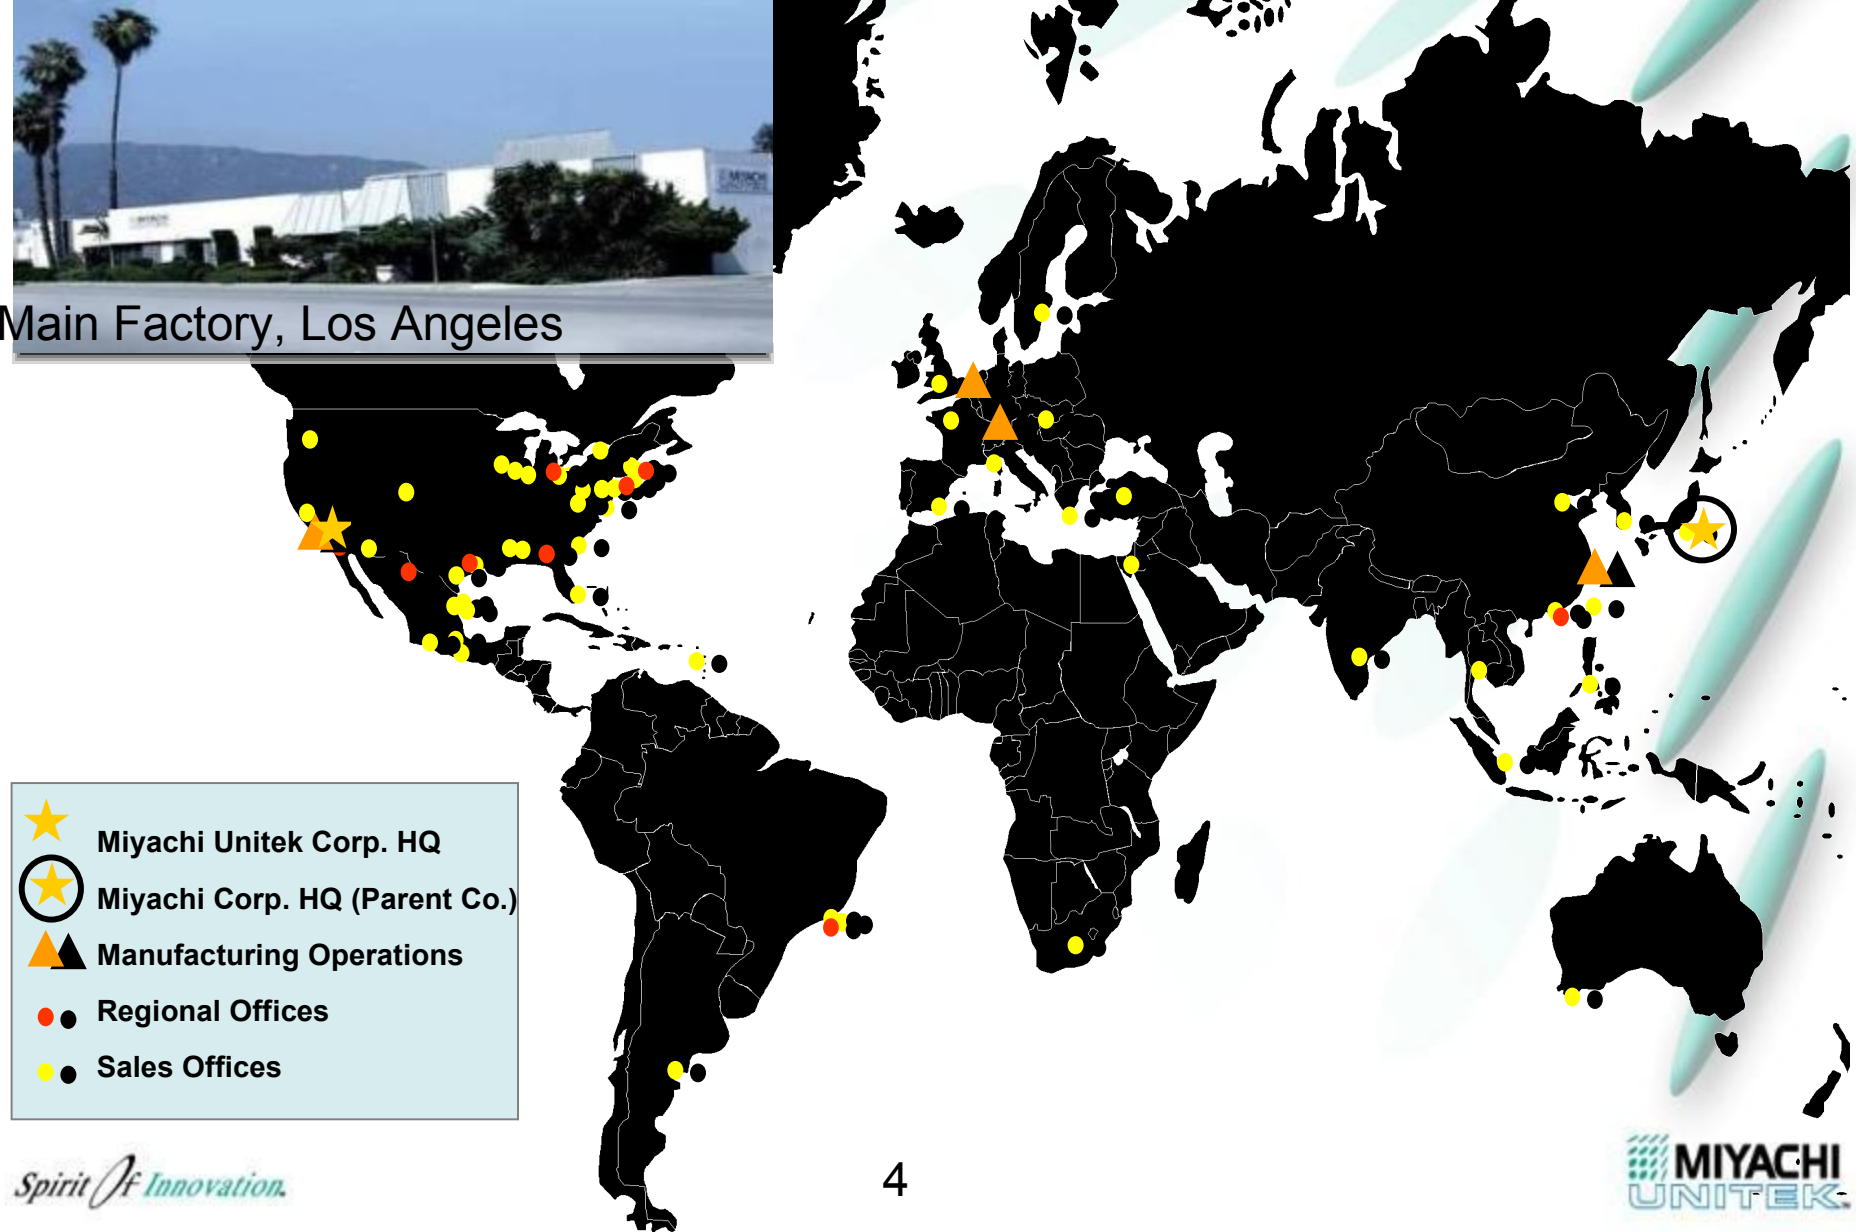 MIYACHI
Main Factory, Los Angeles
Miyachi Unitek Corp. HQ
Miyachi Corp. HQ (Parent Co.)
Manufacturing Operations
Regional Offices
Sales Offices
Spirit Of Innovation.
4
MIYACHI
UNITEK